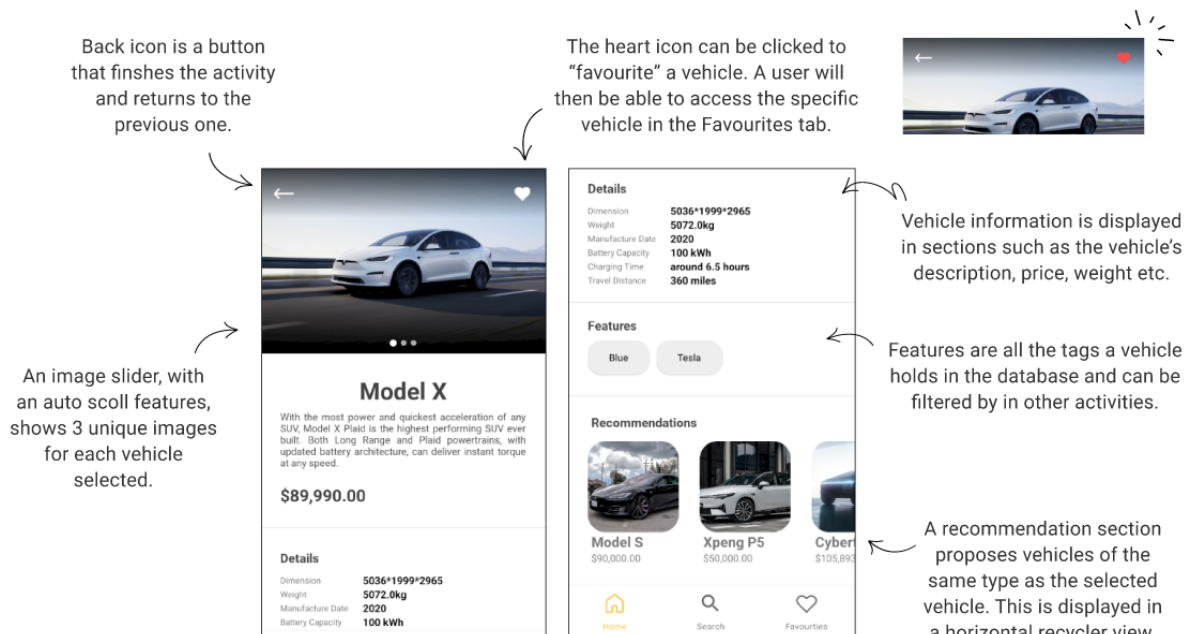 Back icon is a button
that finshes the activity
and returns to the
previous one.
The heart icon can be clicked to
“favourite” a vehicle. A user will
then be able to access the specific
vehicle in the Favourites tab.
An image slider, with
an auto scoll features,
shows 3 unique images
for each vehicle
selected.
Model X
With the most power and quickest acceleration of any
SUV, Model X Plaid is the highest performing SUV ever
built. Both Long Range and Plaid powertrains, with
updated battery architecture, can deliver instant torque
at any speed.
$89,990.00
Details
Dimension 5036*1999*2965
Weight 5072.0kg
Manufacture Date 2020
Battery Capacity 100 kWh
Details
Dimension 5036*1999*2965
Weight 5072.0kg
Manufacture Date 2020
Battery Capacity 100 kWh
Charging Time around 6.5 hours
Travel Distance 360 miles
Features
Blue Tesla
Recommendations
Model S Xpeng P5 Cybert
$90,000.00 $50,000.00 $105,893
Home Search Favourties
Vehicle information is displayed
in sections such as the vehicle’s
description, price, weight etc.
Features are all the tags a vehicle
holds in the database and can be
filtered by in other activities.
A recommendation section
proposes vehicles of the
same type as the selected
vehicle. This is displayed in
a horizontal recycler view